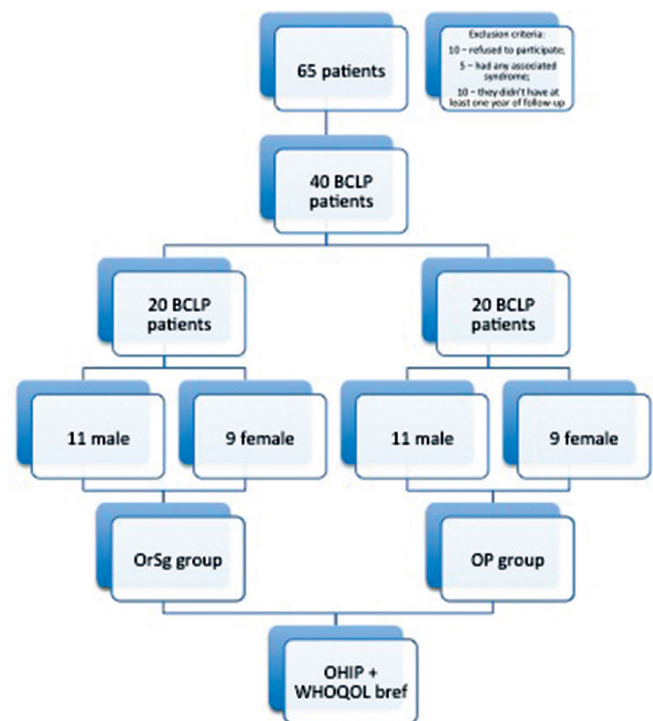 65 patients
Exclusion criteria:
10 – refused to participate;
5 – had any associated
syndrome;
10 – they didn't have at
least one year of follow-up
40 BCLP
patients
20 BCLP
patients
20 BCLP
patients
11 male
9 female
11 male
9 female
OrSg group
OP group
OHIP +
WHOQOL bref